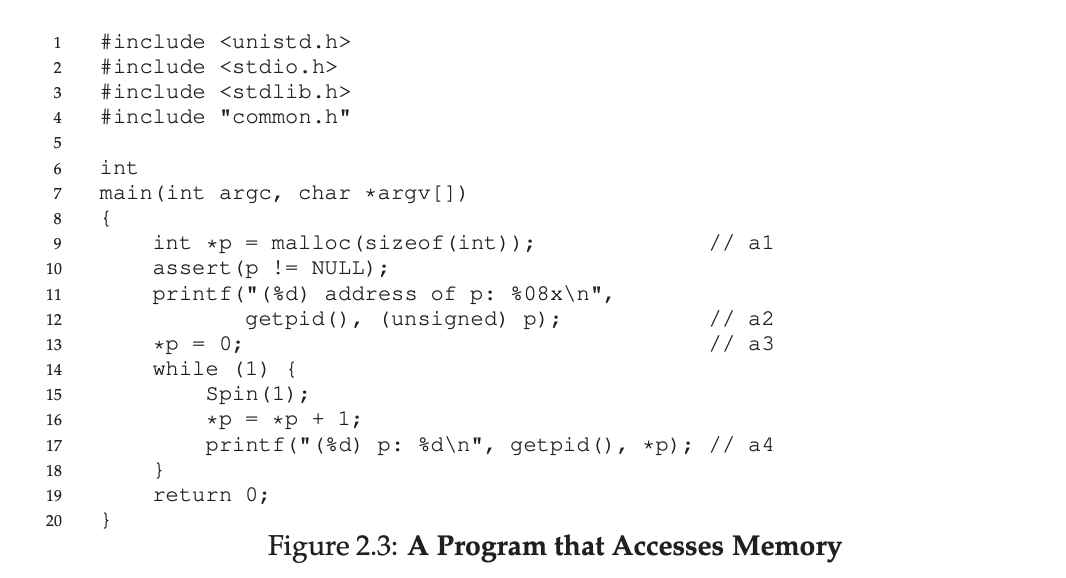 1 #include <unistd.h>
2 #include <stdio.h>
3 #include <stdlib.h>
4 #include "common.h"
5
6 int
7 main(int argc, char *argv[])
8 {
9     int *p = malloc(sizeof(int));             // a1
10     assert(p != NULL);
11     printf("(%d) address of p: %08x\n",
12            getpid(), (unsigned) p);           // a2
13     *p = 0;                                   // a3
14     while (1) {
15         Spin(1);
16         *p = *p + 1;
17         printf("(%d) p: %d\n", getpid(), *p); // a4
18     }
19     return 0;
20 }
Figure 2.3: A Program that Accesses Memory